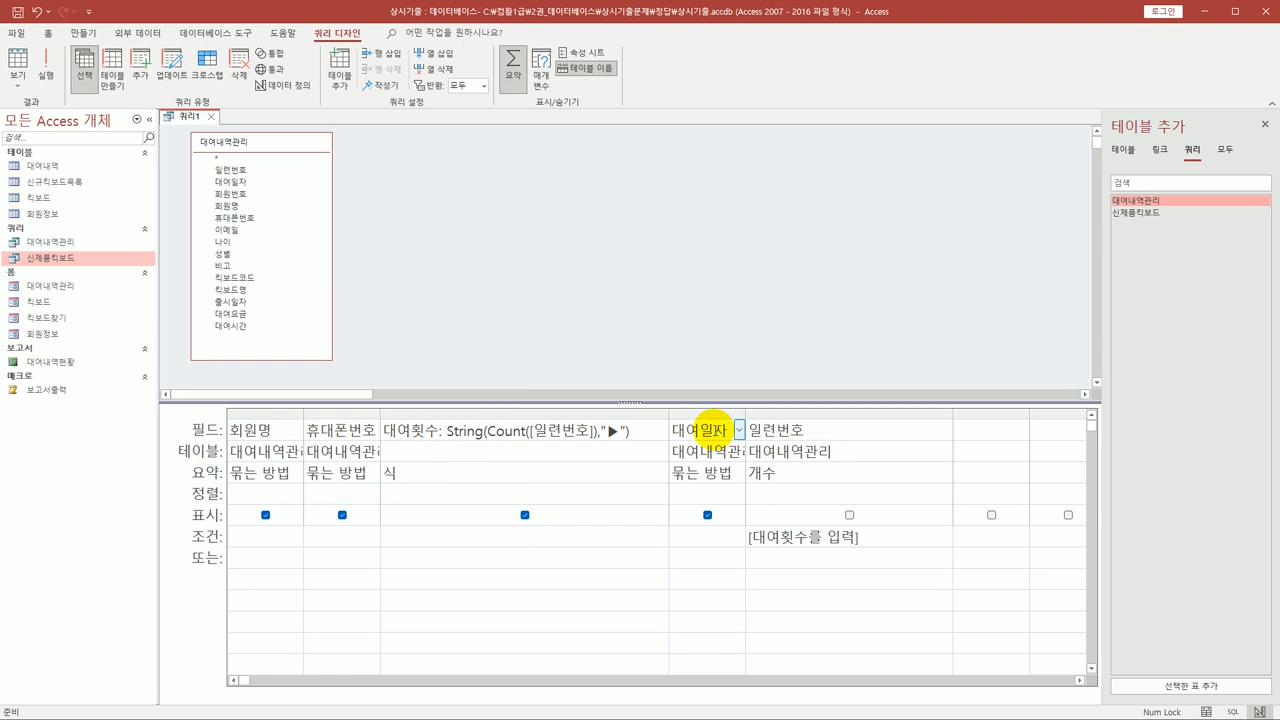 상시기출 : 데이터베이스- C:₩컴활1급₩2권_데이터베이스₩상시기출문제₩정답₩상시기출.accdb (Access 2007 - 2016 파일 형식) - Access
로그인
파일 홈 만들기 외부 데이터 데이터베이스 도구 도움말 쿼리 디자인 어떤 작업을 원하시나요?
보기
실행
결과
선택
테이블 만들기
추가
업데이트
크로스탭
삭제
통합
통과
데이터 정의
쿼리 유형
테이블 추가
행 삽입
행 삭제
작성기
열 삽입
열 삭제
반환: 모두
쿼리 설정
요약
매개 변수
속성 시트
테이블 이름
표시/숨기기
모든 Access 개체
검색...
테이블
대여내역
신규킥보드목록
킥보드
회원정보
쿼리
대여내역관리
신제품킥보드
폼
대여내역관리
킥보드
킥보드찾기
회원정보
보고서
대여내역현황
매크로
보고서출력
쿼리1
대여내역관리
*
일련번호
대여일자
회원번호
회원명
휴대폰번호
이메일
나이
성별
비고
킥보드코드
킥보드명
출시일자
대여요금
대여시간
필드: 회원명 휴대폰번호 대여횟수: String(Count([일련번호]),"▶") 대여일자 일련번호
테이블: 대여내역관리 대여내역관리 대여내역관리 대여내역관리
요약: 묶는 방법 묶는 방법 식 묶는 방법 개수
정렬:
표시:
조건: [대여횟수를 입력]
또는:
테이블 추가
테이블 링크 쿼리 모두
검색
대여내역관리
신제품킥보드
선택한 표 추가
준비
Num Lock
SQL